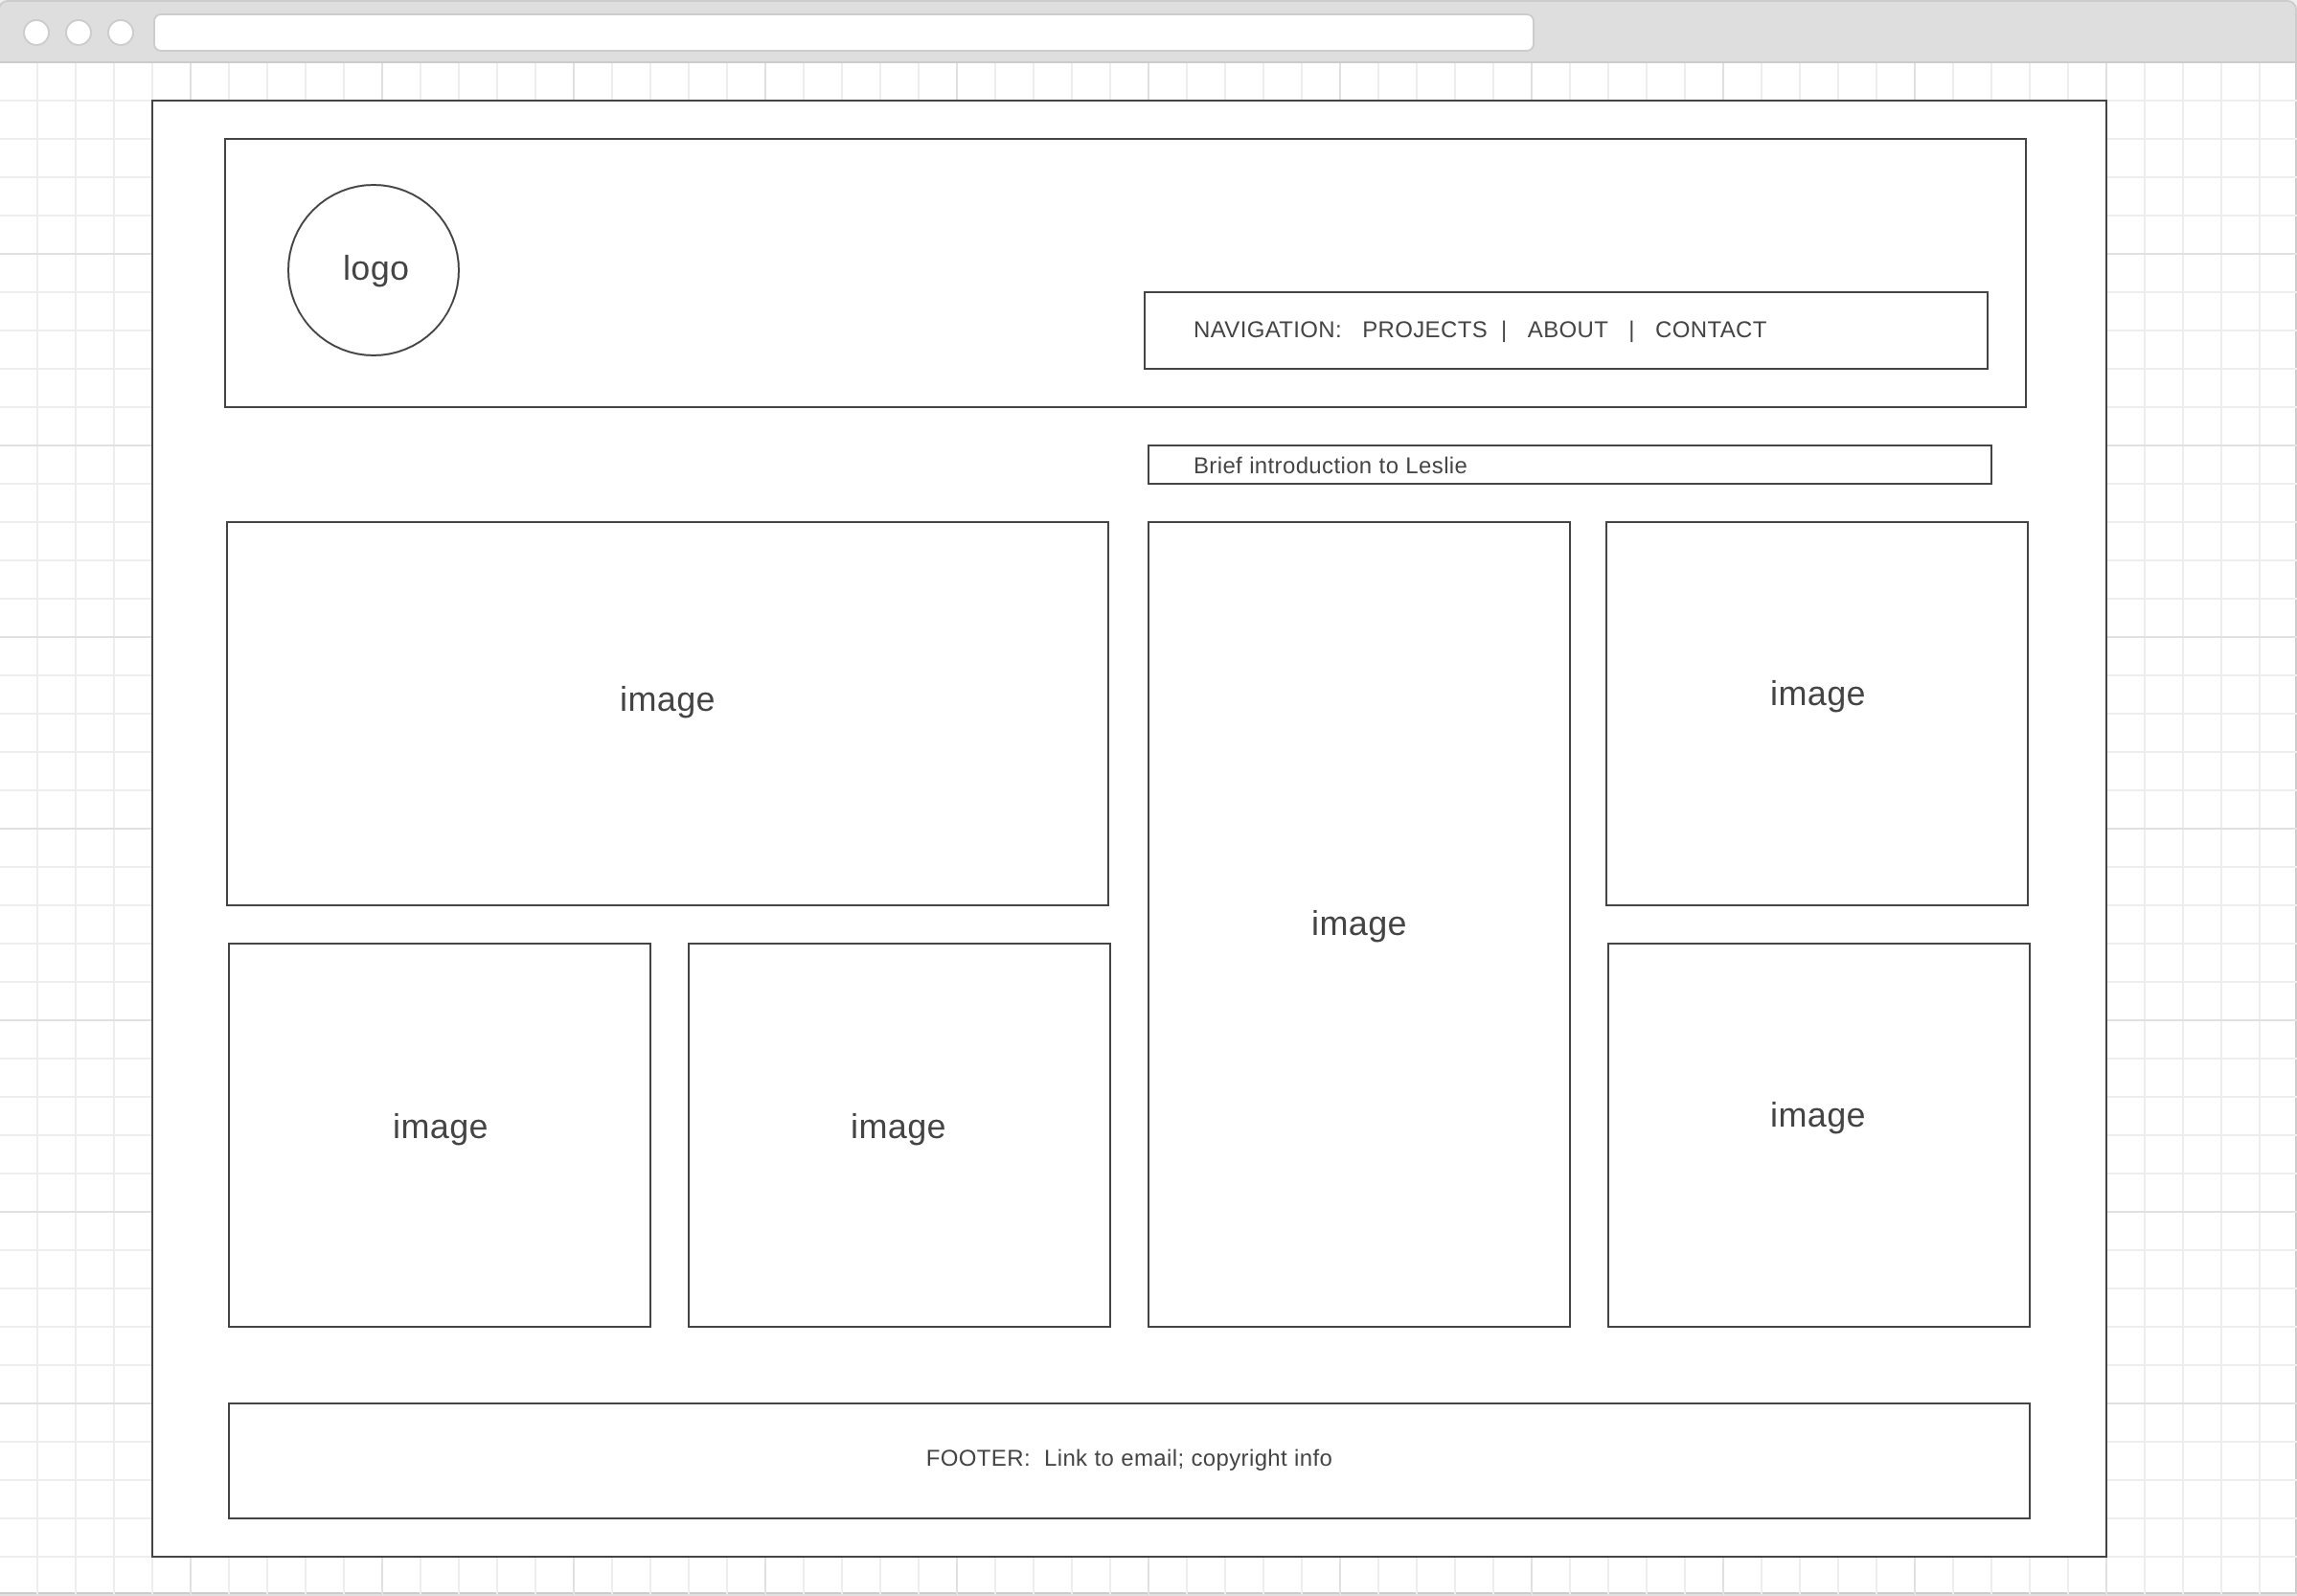 logo
NAVIGATION: PROJECTS | ABOUT | CONTACT
Brief introduction to Leslie
image
image
image
image
image
image
FOOTER: Link to email; copyright info